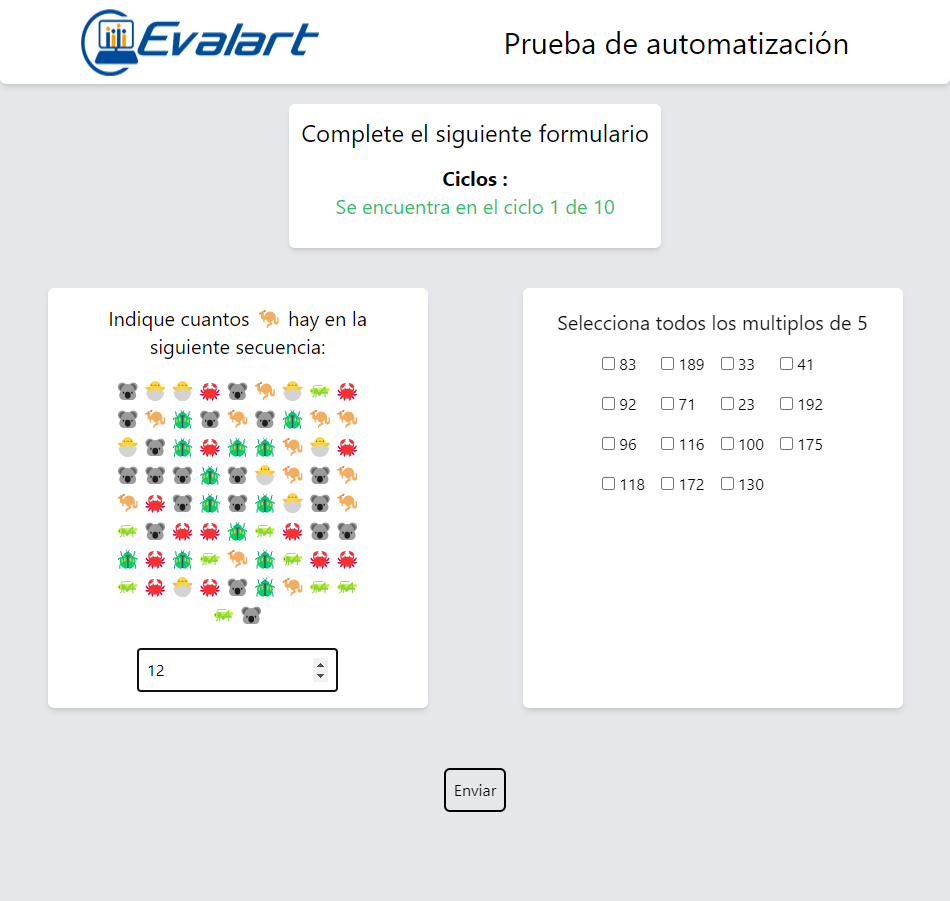 Evalart
Prueba de automatización
Complete el siguiente formulario
Ciclos :
Se encuentra en el ciclo 1 de 10
Indique cuantos 🦘 hay en la
siguiente secuencia:
12
Selecciona todos los multiplos de 5
83 189 33 41
92 71 23 192
96 116 100 175
118 172 130
Enviar